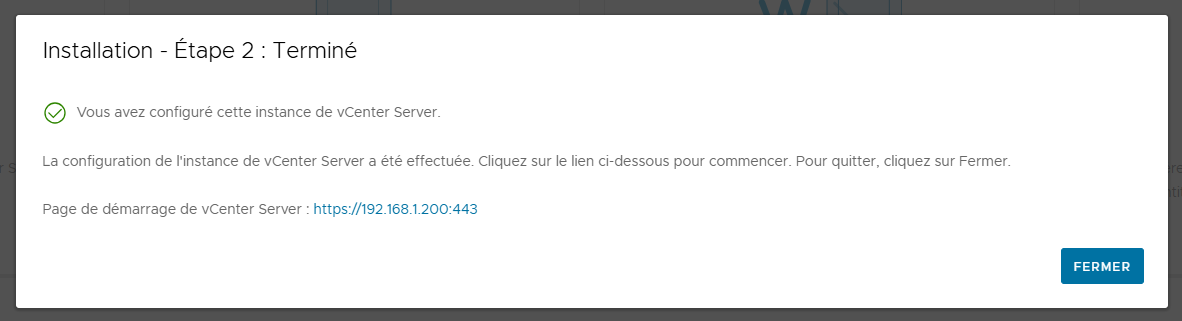 Installation - Étape 2 : Terminé
Vous avez configuré cette instance de vCenter Server.
La configuration de l'instance de vCenter Server a été effectuée. Cliquez sur le lien ci-dessous pour commencer. Pour quitter, cliquez sur Fermer.
Page de démarrage de vCenter Server : https://192.168.1.200:443
FERMER